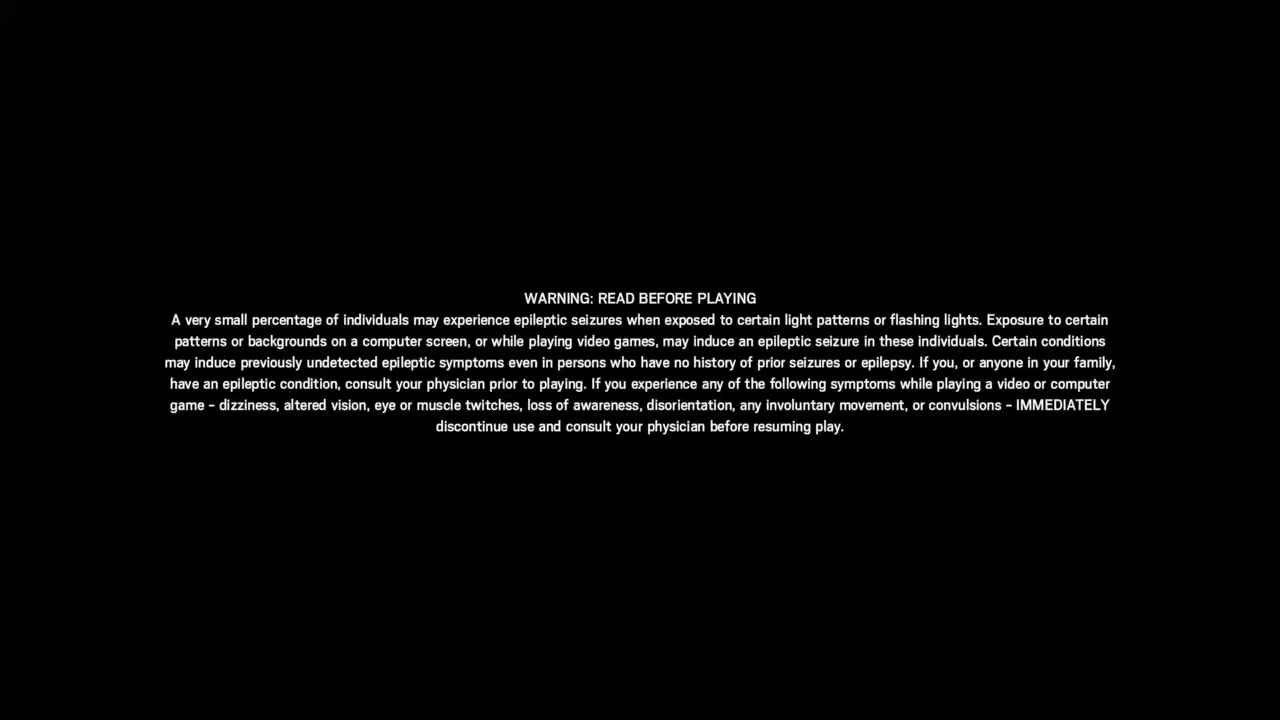 WARNING: READ BEFORE PLAYING
A very small percentage of individuals may experience epileptic seizures when exposed to certain light patterns or flashing lights. Exposure to certain
patterns or backgrounds on a computer screen, or while playing video games, may induce an epileptic seizure in these individuals. Certain conditions
may induce previously undetected epileptic symptoms even in persons who have no history of prior seizures or epilepsy. If you, or anyone in your family,
have an epileptic condition, consult your physician prior to playing. If you experience any of the following symptoms while playing a video or computer
game – dizziness, altered vision, eye or muscle twitches, loss of awareness, disorientation, any involuntary movement, or convulsions – IMMEDIATELY
discontinue use and consult your physician before resuming play.